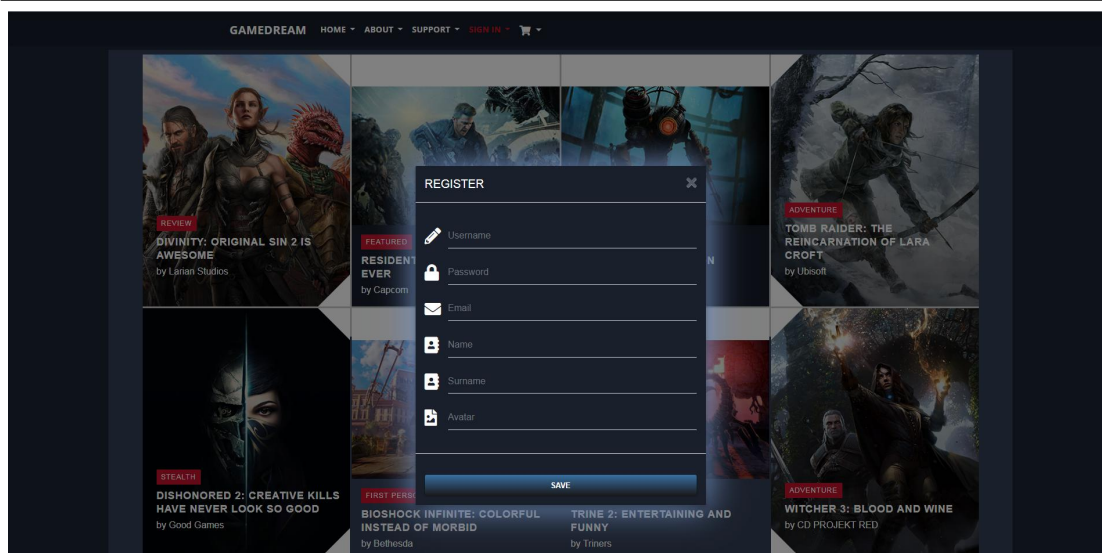 GAMEDREAM HOME ABOUT SUPPORT SIGN IN
REVIEW
DIVINITY: ORIGINAL SIN 2 IS
AWESOME
by Larian Studios
FEATURED
RESIDENT
EVER
by Capcom
N
ADVENTURE
TOMB RAIDER: THE
REINCARNATION OF LARA
CROFT
by Ubisoft
REGISTER
Username
Password
Email
Name
Surname
Avatar
SAVE
STEALTH
DISHONORED 2: CREATIVE KILLS
HAVE NEVER LOOK SO GOOD
by Good Games
FIRST PERSO
BIOSHOCK INFINITE: COLORFUL
INSTEAD OF MORBID
by Bethesda
TRINE 2: ENTERTAINING AND
FUNNY
by Triners
ADVENTURE
WITCHER 3: BLOOD AND WINE
by CD PROJEKT RED